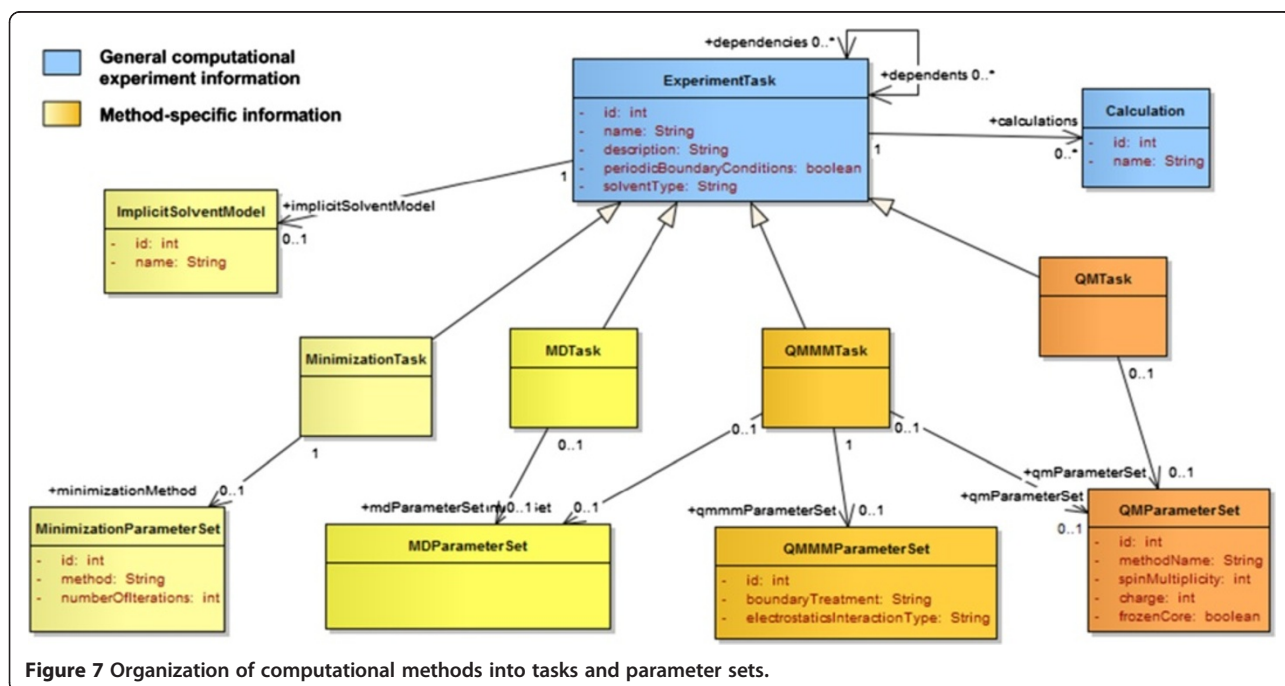 General computational
experiment information
Method-specific information
+dependencies 0..*
+dependents 0..*
ExperimentTask
- id: int
- name: String
- description: String
- periodicBoundaryConditions: boolean
- solventType: String
1
+calculations
0..*
Calculation
- id: int
- name: String
1
+implicitSolventModel
0..1
ImplicitSolventModel
- id: int
- name: String
QMTask
0..1
MinimizationTask
1
MDTask
0..1
QMMMTask
0..1
1
0..1
+minimizationMethod
0..1
+mdParameterSet
0..1
0..1
+qmmmParameterSet
0..1
+qmParameterSet
0..1
+qmParameterSet
0..1
MinimizationParameterSet
- id: int
- method: String
- numberOfIterations: int
MDParameterSet
QMMMParameterSet
- id: int
- boundaryTreatment: String
- electrostaticsInteractionType: String
QMParameterSet
- id: int
- methodName: String
- spinMultiplicity: int
- charge: int
- frozenCore: boolean
Figure 7 Organization of computational methods into tasks and parameter sets.